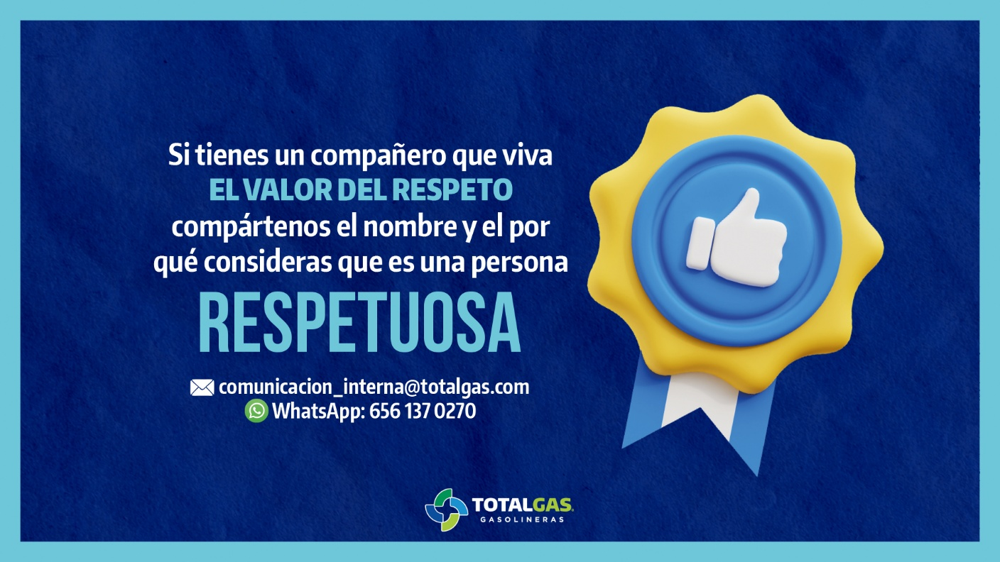 Si tienes un compañero que viva
EL VALOR DEL RESPETO
compártenos el nombre y el por
qué consideras que es una persona
RESPETUOSA
comunicacion_interna@totalgas.com
WhatsApp: 656 137 0270
TOTALGAS®
GASOLINERAS